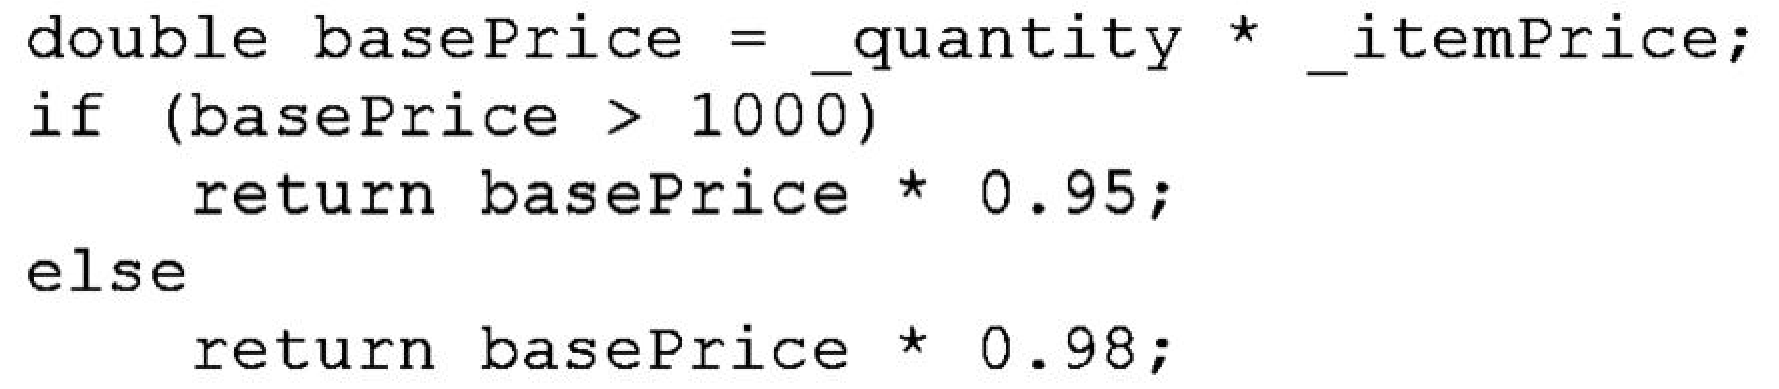 double basePrice = _quantity * _itemPrice;
if (basePrice > 1000)
    return basePrice * 0.95;
else
    return basePrice * 0.98;